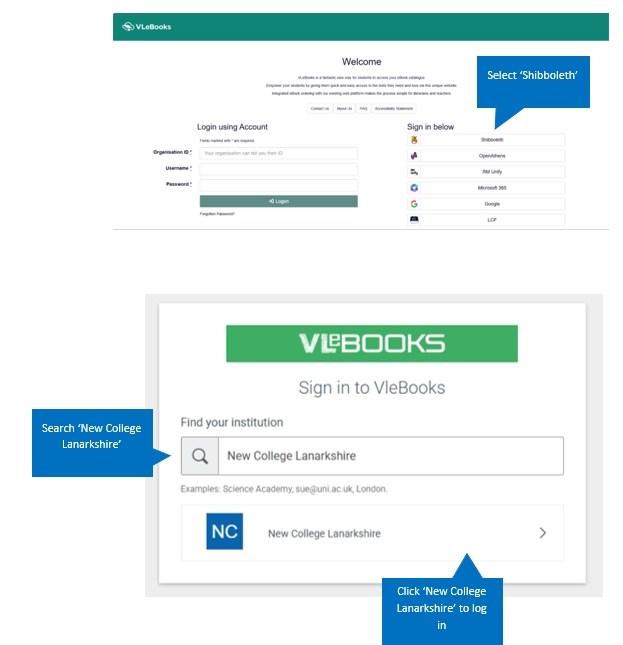 VLeBooks
Welcome
VLeBooks is a fantastic new way for students to access your eBook catalogue.
Empower your students by giving them quick and easy access to the texts they need and love via this unique website.
Integrated eBook ordering with our existing web platform makes the process simple for librarians and teachers.
Contact Us About Us FAQ Accessibility Statement
Select ‘Shibboleth’
Login using Account
Fields marked with * are required.
Organisation ID *
Your organisation can tell you their ID
Username *
Password *
Logon
Forgotten Password?
Sign in below
Shibboleth
OpenAthens
RM Unify
Microsoft 365
Google
LCF
VLeBOOKS
Sign in to VleBooks
Find your institution
New College Lanarkshire
Examples: Science Academy, sue@uni.ac.uk, London.
NC New College Lanarkshire
Search ‘New College
Lanarkshire’
Click ‘New College
Lanarkshire’ to log
in